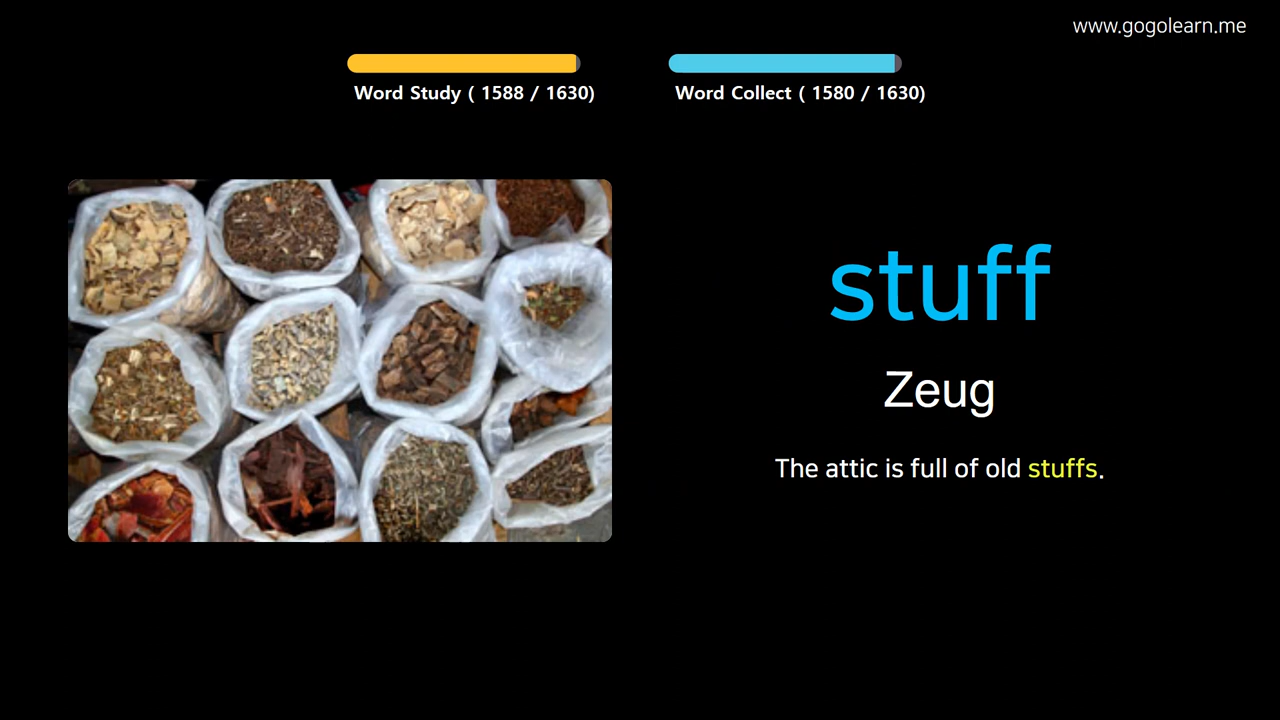 www.gogolearn.me
Word Study ( 1588 / 1630)
Word Collect ( 1580 / 1630)
stuff
Zeug
The attic is full of old stuffs.